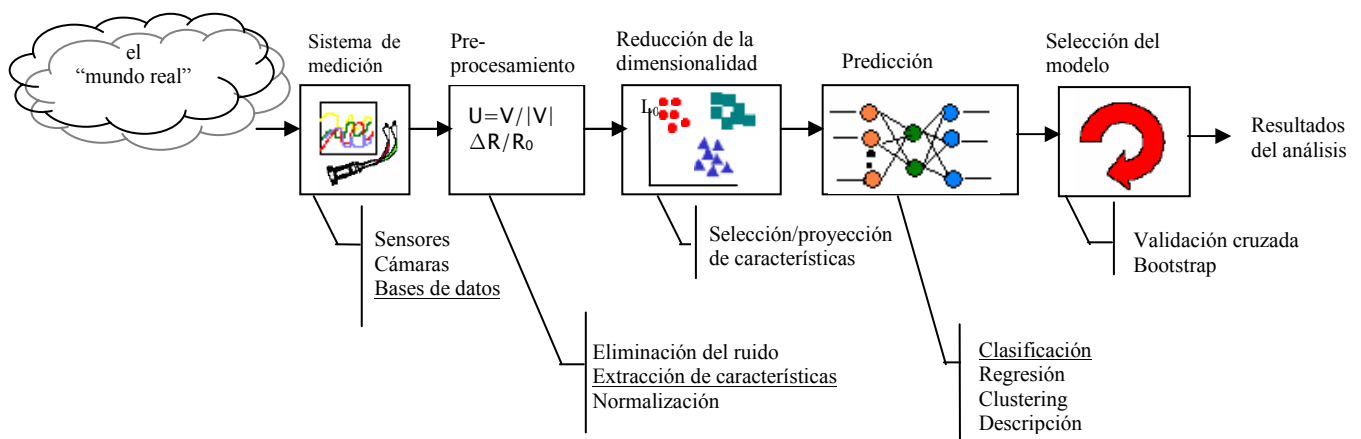 el
“mundo real”
Sistema de
medición
Pre-
procesamiento
U=V/|V|
ΔR/R₀
Reducción de la
dimensionalidad
L₀
Predicción
Selección del
modelo
Resultados
del análisis
Sensores
Cámaras
Bases de datos
Eliminación del ruido
Extracción de características
Normalización
Selección/proyección
de características
Clasificación
Regresión
Clustering
Descripción
Validación cruzada
Bootstrap